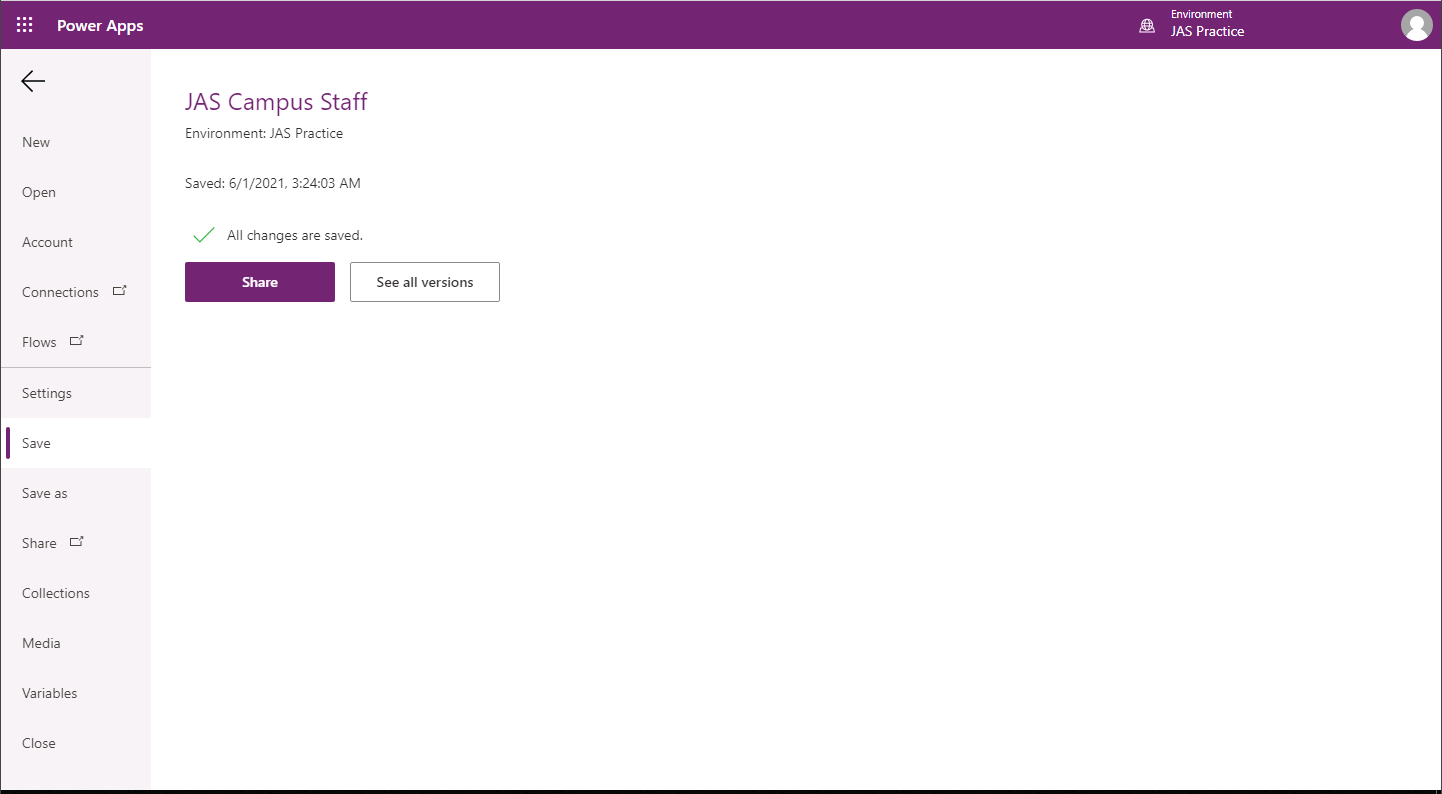 Power Apps
Environment
JAS Practice
New
Open
Account
Connections
Flows
Settings
Save
Save as
Share
Collections
Media
Variables
Close
JAS Campus Staff
Environment: JAS Practice
Saved: 6/1/2021, 3:24:03 AM
All changes are saved.
Share
See all versions